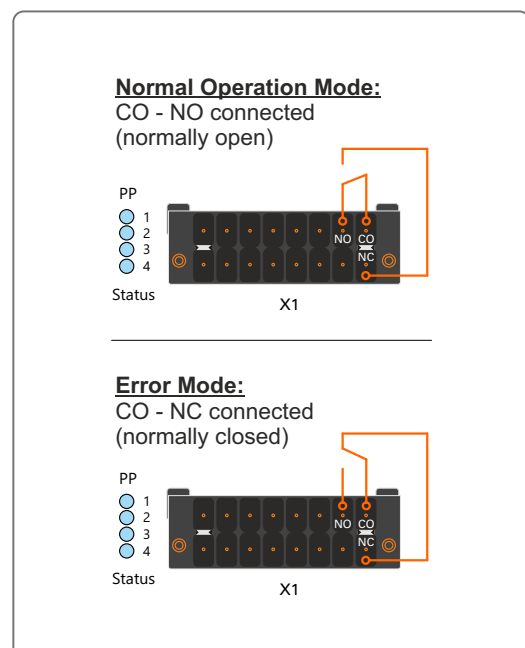 Normal Operation Mode:
CO - NO connected
(normally open)
PP
1
2
3
4
Status
NO CO
NC
X1
Error Mode:
CO - NC connected
(normally closed)
PP
1
2
3
4
Status
NO CO
NC
X1